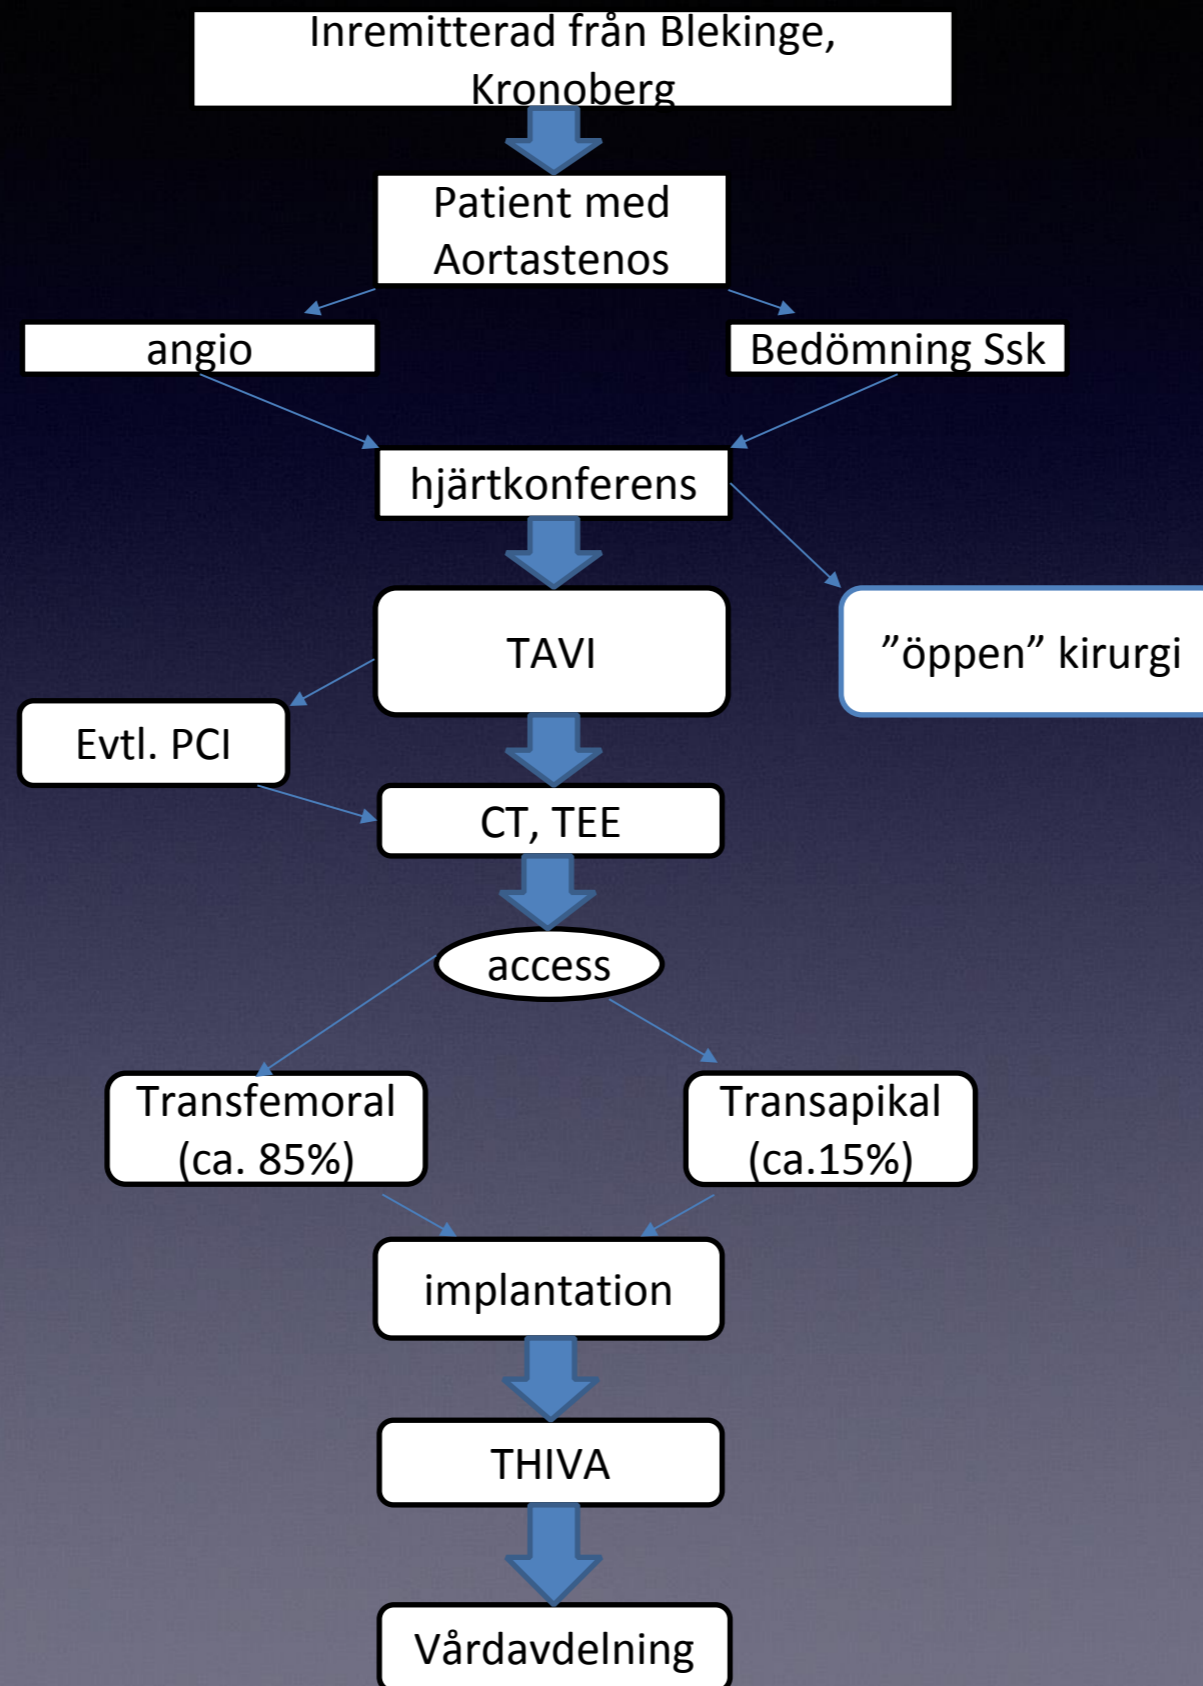 Inremitterad från Blekinge,
Kronoberg
Patient med
Aortastenos
angio
Bedömning Ssk
hjärtkonferens
TAVI
”öppen” kirurgi
Evtl. PCI
CT, TEE
access
Transfemoral
(ca. 85%)
Transapikal
(ca.15%)
implantation
THIVA
Vårdavdelning